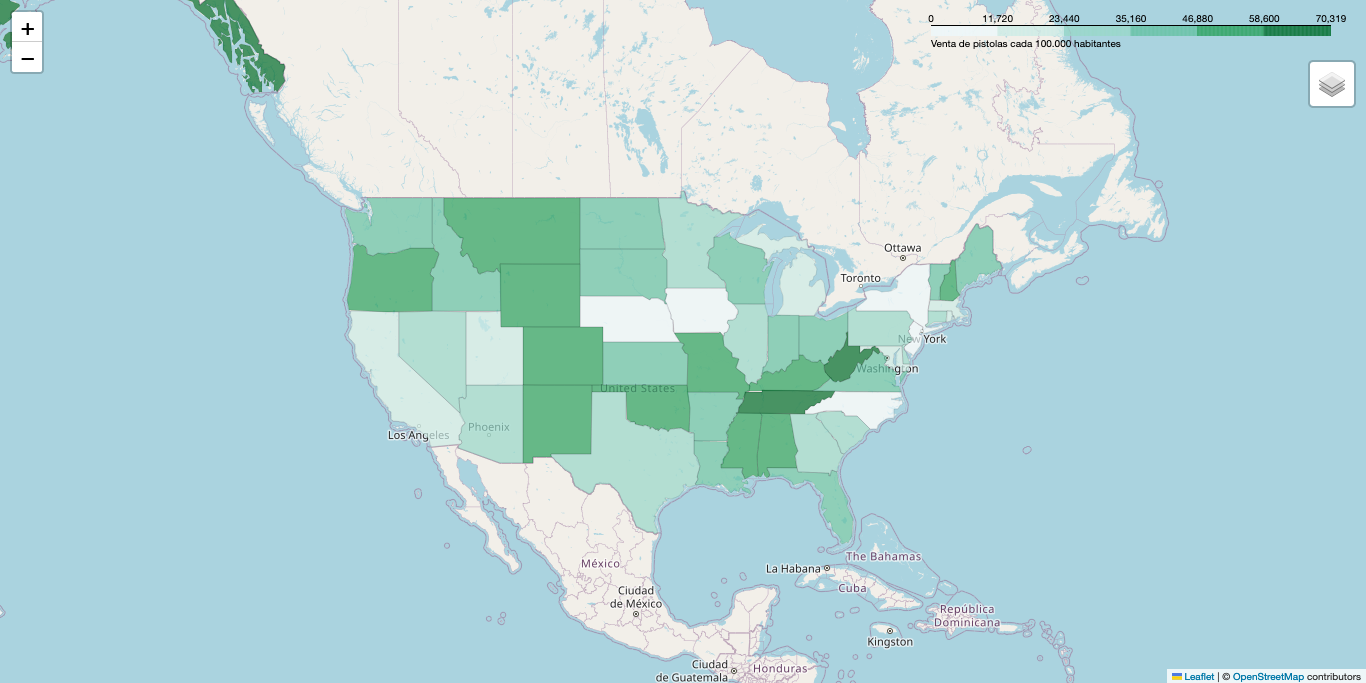 +
−
0 11,720 23,440 35,160 46,880 58,600 70,319
Venta de pistolas cada 100.000 habitantes
Ottawa
Toronto
New York
Washington
United States
Los Angeles
Phoenix
México
Ciudad
de México
La Habana
The Bahamas
Cuba
República
Dominicana
Kingston
Ciudad
de Guatemala
Honduras
Leaflet | © OpenStreetMap contributors